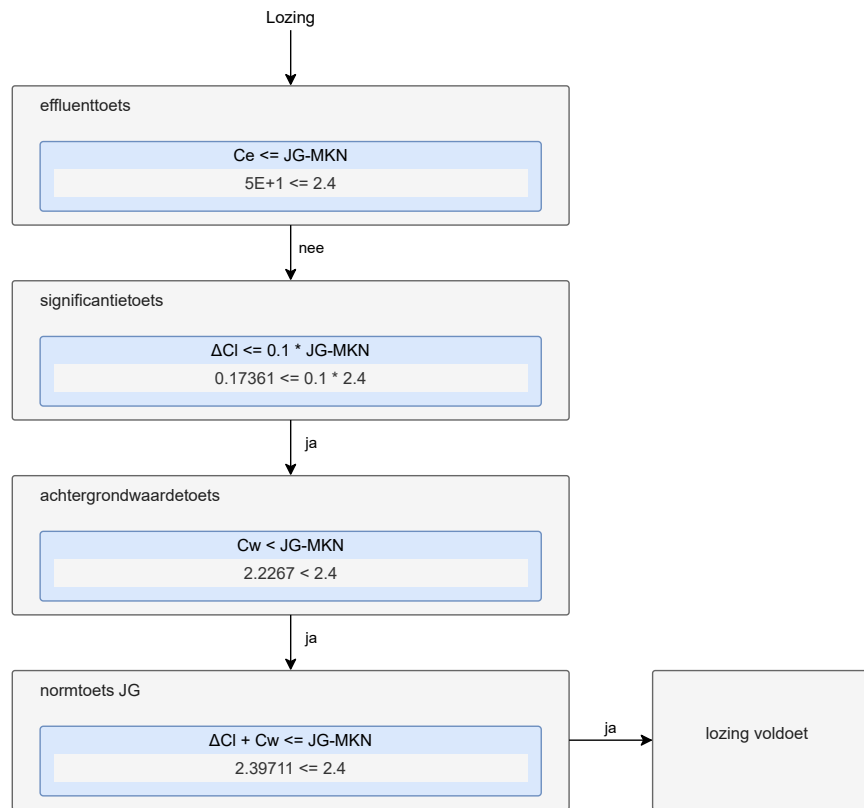 Lozing
effluenttoets
Ce <= JG-MKN
5E+1 <= 2.4
nee
significantietoets
ΔCl <= 0.1 * JG-MKN
0.17361 <= 0.1 * 2.4
ja
achtergrondwaardetoets
Cw < JG-MKN
2.2267 < 2.4
ja
normtoets JG
ΔCl + Cw <= JG-MKN
2.39711 <= 2.4
ja
lozing voldoet